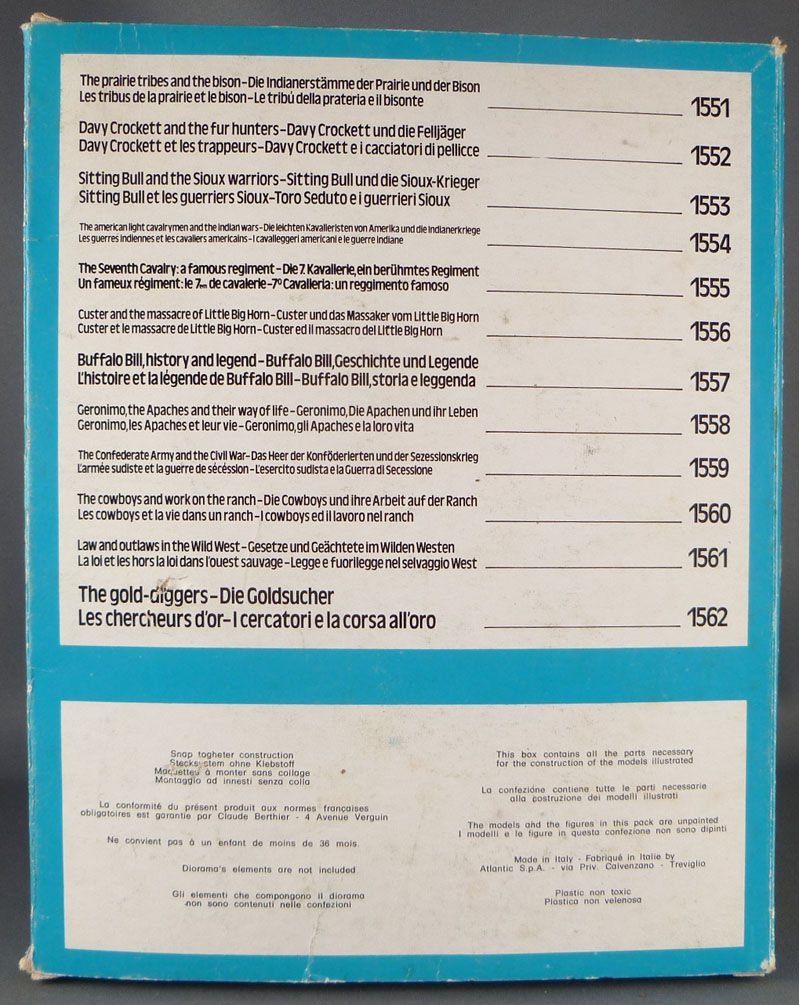 The prairie tribes and the bison-Die Indianerstämme der Prairie und der Bison
Les tribus de la prairie et le bison-Le tribú della prateria e il bisonte 1551
Davy Crockett and the fur hunters-Davy Crockett und die Felljäger
Davy Crockett et les trappeurs-Davy Crockett e i cacciatori di pellicce 1552
Sitting Bull and the Sioux warriors-Sitting Bull und die Sioux-Krieger
Sitting Bull et les guerriers Sioux-Toro Seduto e i guerrieri Sioux 1553
The american light cavalrymen and the indian wars-Die leichten Kavalleristen von Amerika und die Indianerkriege
Les guerres indiennes et les cavaliers americains-I cavalleggeri americani e le guerre indiane 1554
The Seventh Cavalry: a famous regiment-Die 7. Kavallerie, ein berühmtes Regiment
Un fameux régiment: le 7me de cavalerie-7º Cavalleria: un reggimento famoso 1555
Custer and the massacre of Little Big Horn-Custer und das Massaker vom Little Big Horn
Custer et le massacre de Little Big Horn-Custer ed il massacro del Little Big Horn 1556
Buffalo Bill, history and legend-Buffalo Bill, Geschichte und Legende
L'histoire et la légende de Buffalo Bill-Buffalo Bill, storia e leggenda 1557
Geronimo, the Apaches and their way of life-Geronimo, Die Apachen und ihr Leben
Geronimo, les Apaches et leur vie-Geronimo, gli Apaches e la loro vita 1558
The Confederate Army and the Civil War-Das Heer der Konföderierten und der Sezessionskrieg
L'armée sudiste et la guerre de sécéssion-L'esercito sudista e la Guerra di Secessione 1559
The cowboys and work on the ranch-Die Cowboys und ihre Arbeit auf der Ranch
Les cowboys et la vie dans un ranch-I cowboys ed il lavoro nel ranch 1560
Law and outlaws in the Wild West-Gesetze und Geächtete im Wilden Westen
La loi et les hors la loi dans l'ouest sauvage-Legge e fuorilegge nel selvaggio West 1561
The gold-diggers-Die Goldsucher
Les chercheurs d'or-I cercatori e la corsa all'oro 1562
Snap togheter construction
Stecksystem ohne Klebstoff
Maquettes à monter sans collage
Montaggio ad innesti senza colla
La conformité du présent produit aux normes françaises
obligatoires est garantie par Claude Berthier - 4 Avenue Verguin
Ne convient pas à un enfant de moins de 36 mois
Diorama's elements are not included
Gli elementi che compongono il diorama
non sono contenuti nelle confezioni
This box contains all the parts necessary
for the construction of the models illustrated
La confezione contiene tutte le parti necessarie
alla costruzione dei modelli illustrati
The models and the figures in this pack are unpainted
I modelli e le figure in questa confezione non sono dipinti
Made in Italy - Fabriqué in Italie by
Atlantic S.p.A. - via Priv. Calvenzano - Treviglio
Plastic non toxic
Plastica non velenosa